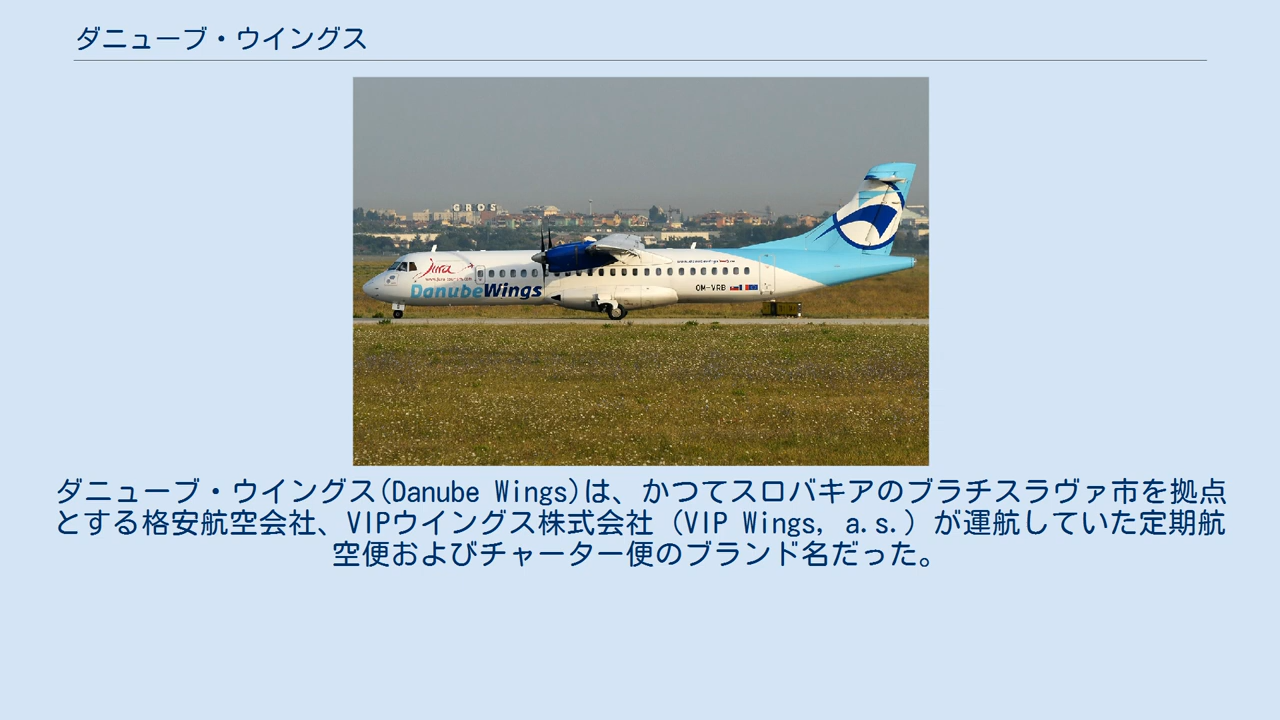 ダニューブ・ウイングス
GROS
Jura
DanubeWings
OM-VRB
ダニューブ・ウイングス(Danube Wings)は、かつてスロバキアのブラチスラヴァ市を拠点
とする格安航空会社、VIPウイングス株式会社（VIP Wings, a.s.）が運航していた定期航
空便およびチャーター便のブランド名だった。